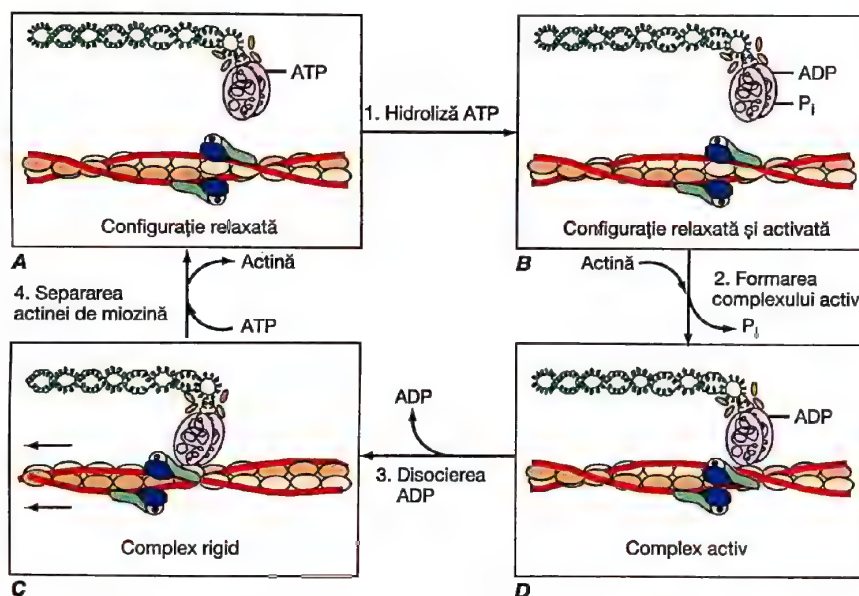 ATP
1. Hidroliză ATP
ADP
Pi
Configurație relaxată
A
Configurație relaxată și activată
B
4. Separarea
actinei de miozină
Actină
ATP
Actină
2. Formarea
complexului activ
Pi
ADP
3. Disocierea
ADP
Complex rigid
C
ADP
Complex activ
D